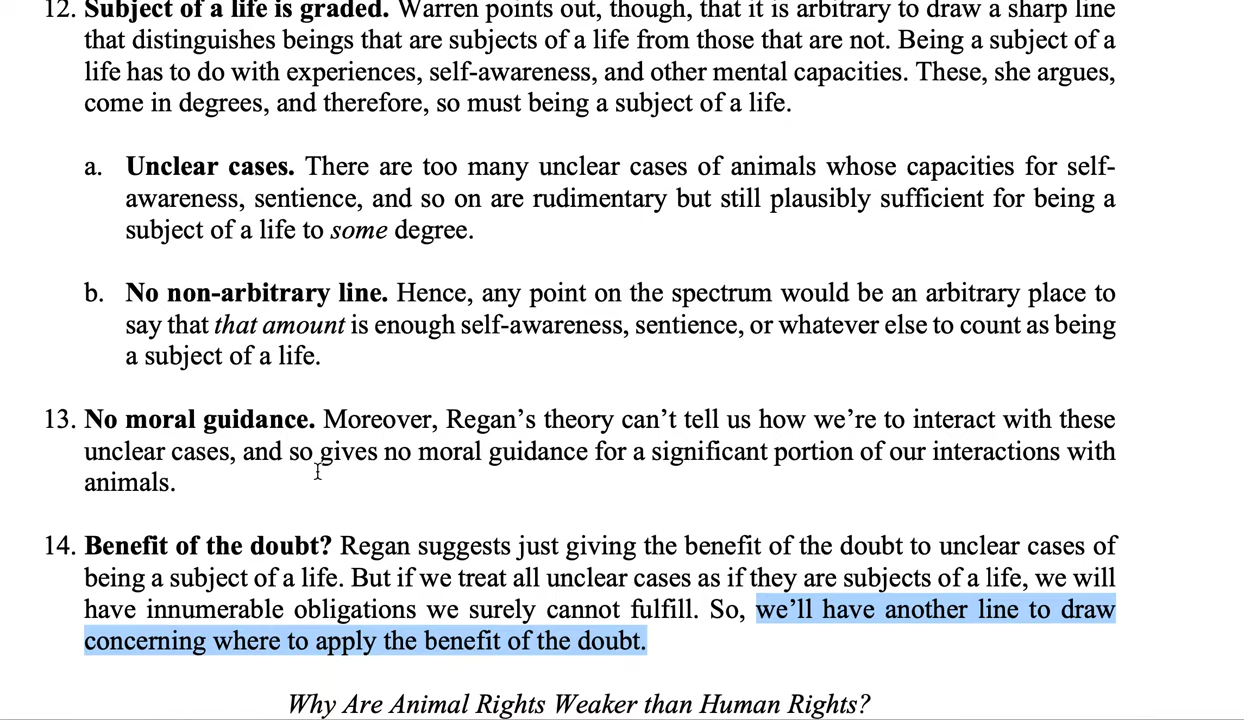 12. Subject of a life is graded. Warren points out, though, that it is arbitrary to draw a sharp line
that distinguishes beings that are subjects of a life from those that are not. Being a subject of a
life has to do with experiences, self-awareness, and other mental capacities. These, she argues,
come in degrees, and therefore, so must being a subject of a life.
a. Unclear cases. There are too many unclear cases of animals whose capacities for self-
awareness, sentience, and so on are rudimentary but still plausibly sufficient for being a
subject of a life to some degree.
b. No non-arbitrary line. Hence, any point on the spectrum would be an arbitrary place to
say that that amount is enough self-awareness, sentience, or whatever else to count as being
a subject of a life.
13. No moral guidance. Moreover, Regan’s theory can’t tell us how we’re to interact with these
unclear cases, and so gives no moral guidance for a significant portion of our interactions with
animals.
14. Benefit of the doubt? Regan suggests just giving the benefit of the doubt to unclear cases of
being a subject of a life. But if we treat all unclear cases as if they are subjects of a life, we will
have innumerable obligations we surely cannot fulfill. So, we’ll have another line to draw
concerning where to apply the benefit of the doubt.
Why Are Animal Rights Weaker than Human Rights?